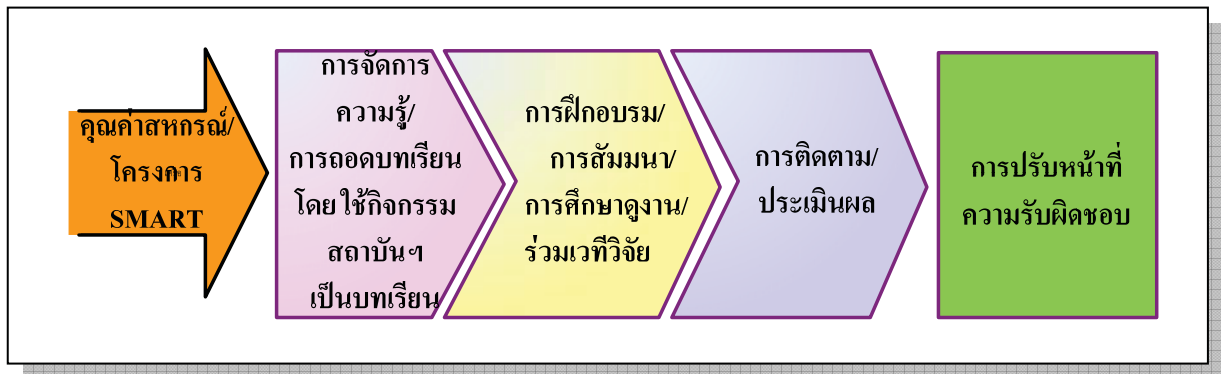 คุณค่าสหกรณ์/
โครงการ
SMART
การจัดการ
ความรู้/
การถอดบทเรียน
โดยใช้กิจกรรม
สถาบันฯ
เป็นบทเรียน
การฝึกอบรม/
การสัมมนา/
การศึกษาดูงาน/
ร่วมเวทีวิจัย
การติดตาม/
ประเมินผล
การปรับหน้าที่
ความรับผิดชอบ